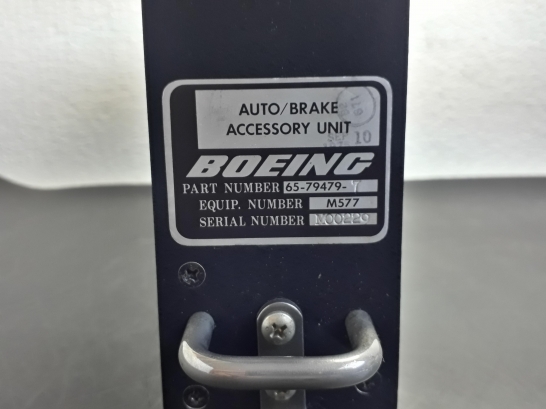 AUTO/BRAKE
ACCESSORY UNIT
10
BOEING
PART NUMBER 65-79479-
EQUIP. NUMBER M577
SERIAL NUMBER